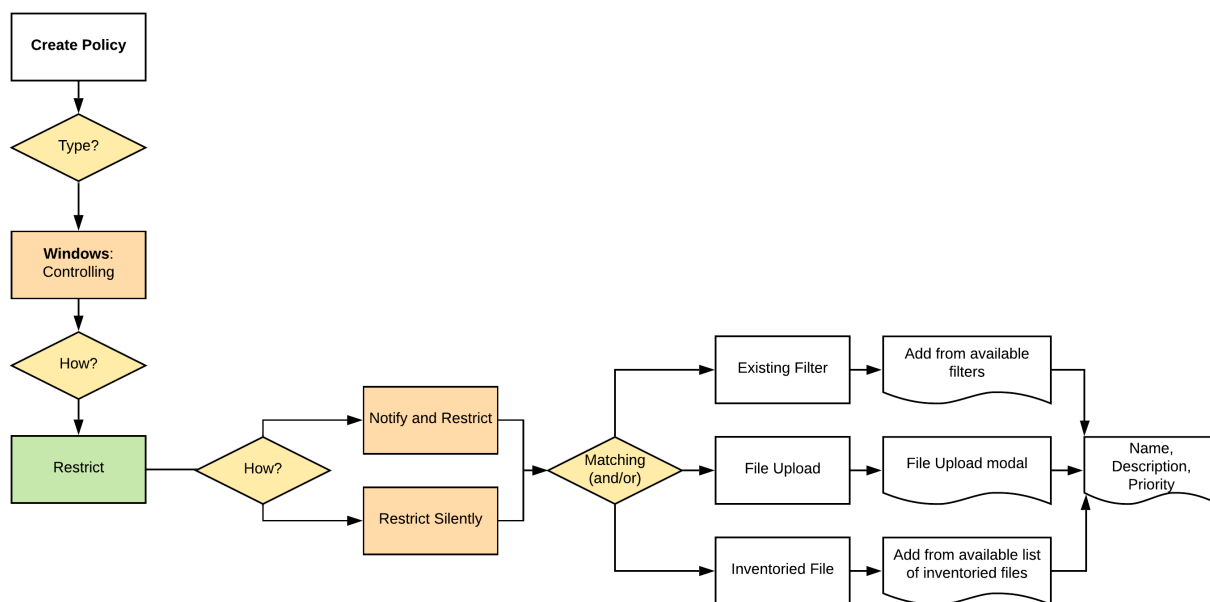 Create Policy
Type?
Windows:
Controlling
How?
Restrict
How?
Notify and Restrict
Restrict Silently
Matching
(and/or)
Existing Filter
Add from available
filters
File Upload
File Upload modal
Inventoried File
Add from available list
of inventoried files
Name,
Description,
Priority